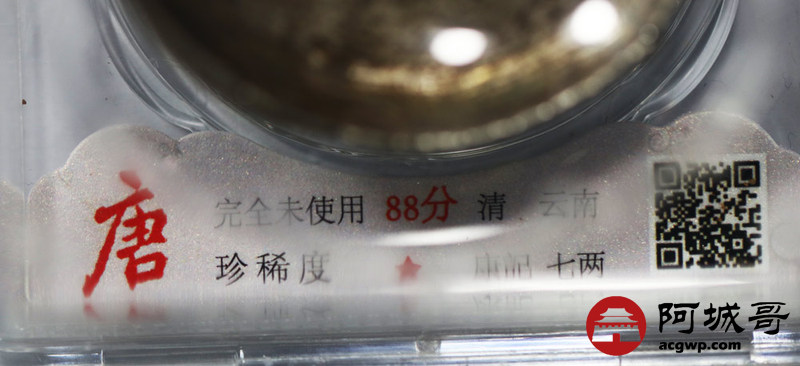 唐
完全未使用 88分 清 云南
珍稀度 ★ 七两
阿城哥
acgwp.com